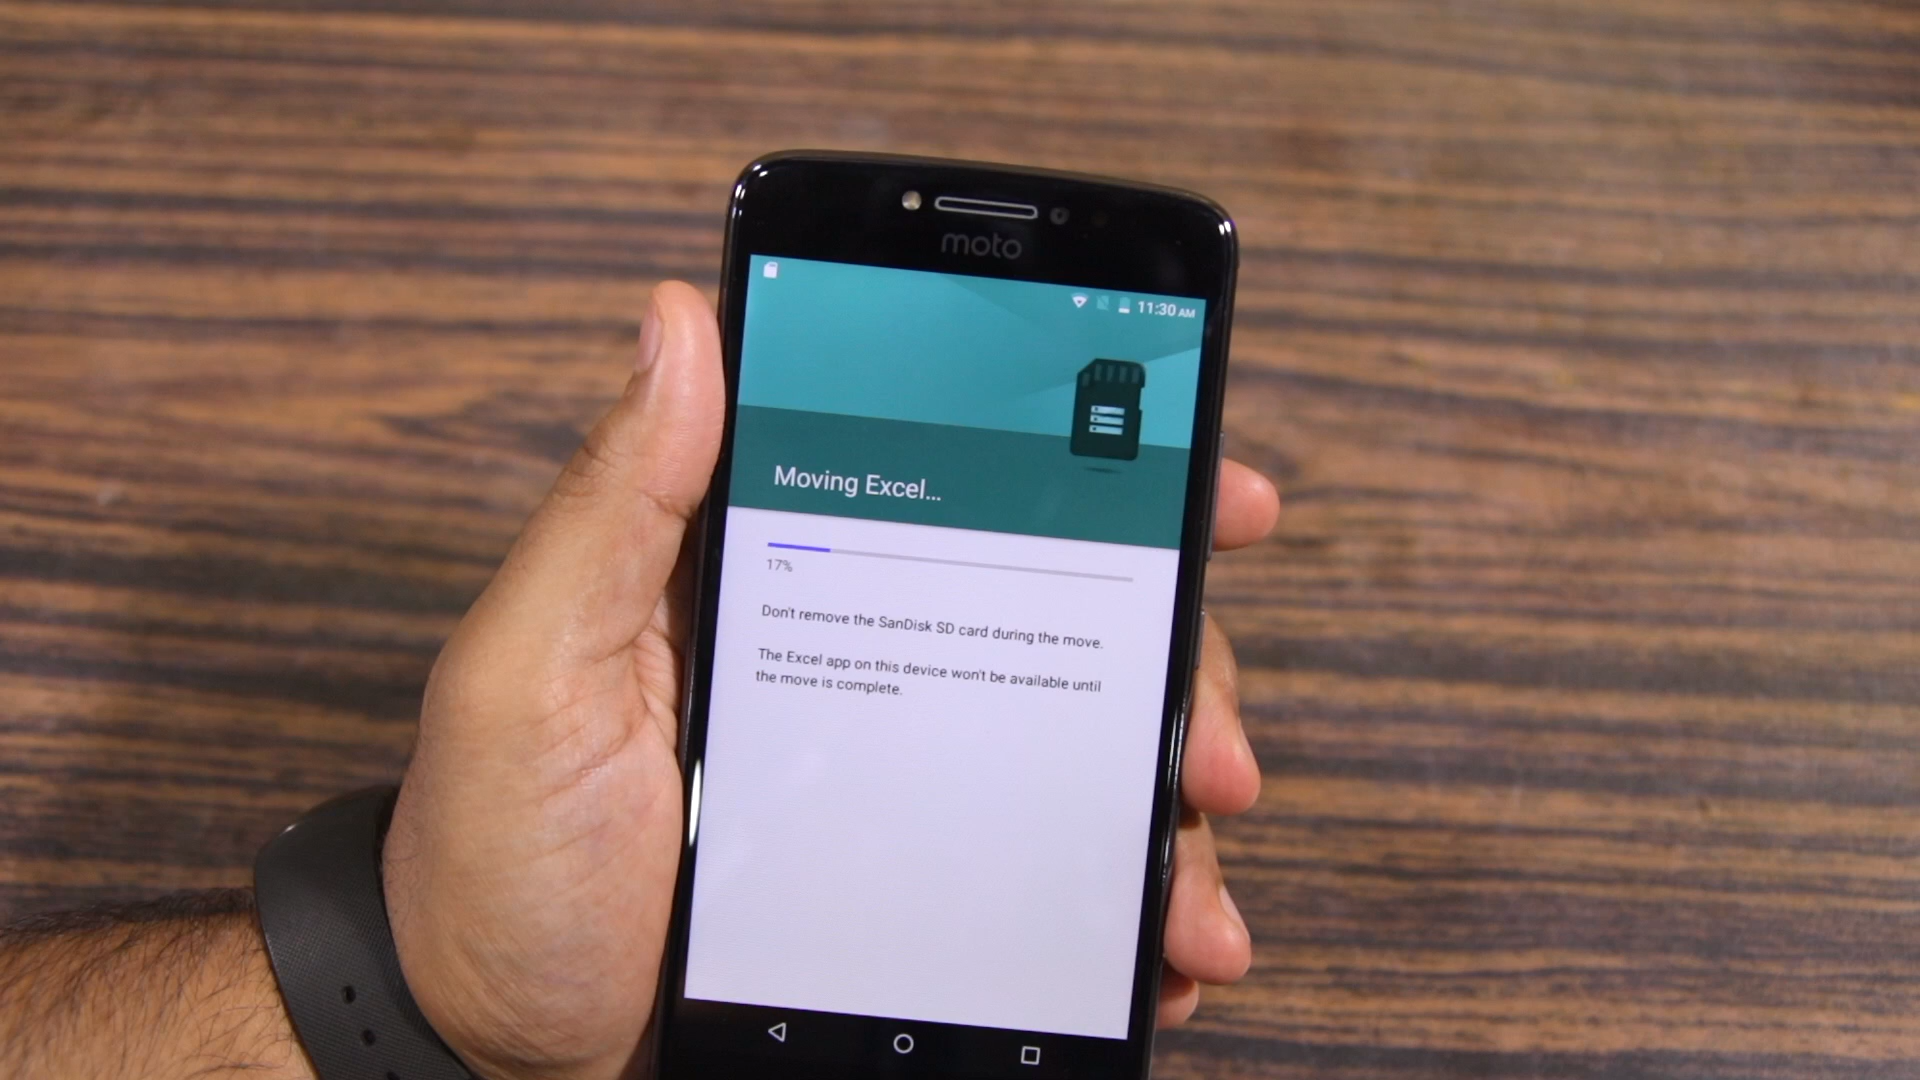 moto
11:30 AM
Moving Excel...
17%
Don't remove the SanDisk SD card during the move.
The Excel app on this device won't be available until
the move is complete.